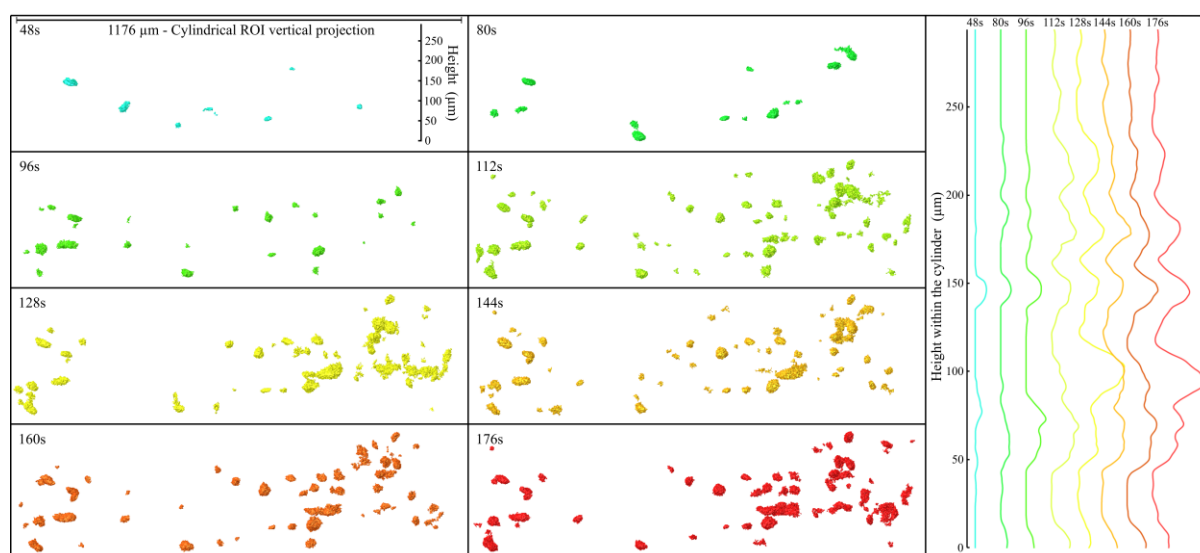 48s
1176 µm - Cylindrical ROI vertical projection
Height (µm)
250
200
150
100
50
0
80s
96s
112s
128s
144s
160s
176s
48s 80s 96s 112s 128s 144s 160s 176s
Height within the cylinder (µm)
250
200
150
100
50
0